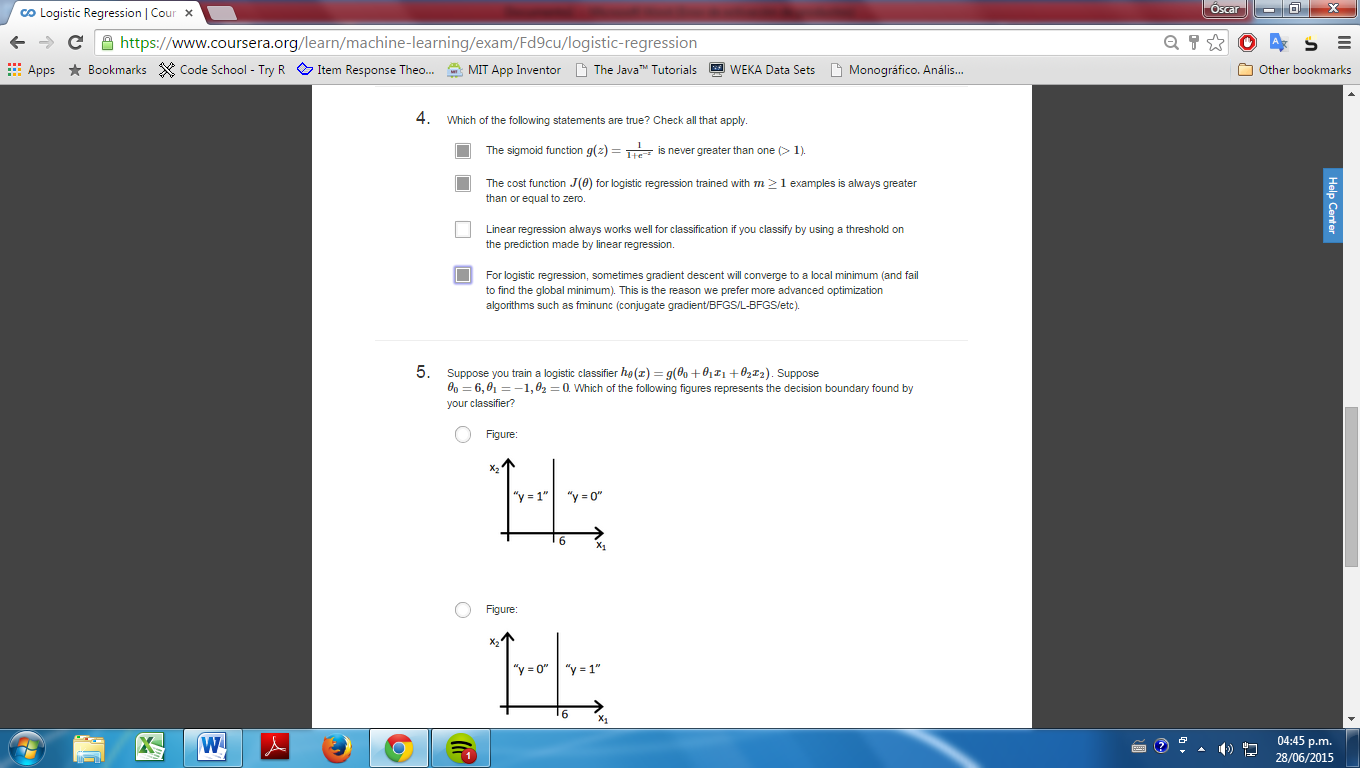 Logistic Regression | Cour
Óscar
https://www.coursera.org/learn/machine-learning/exam/Fd9cu/logistic-regression
Apps Bookmarks Code School - Try R Item Response Theo... MIT App Inventor The Java™ Tutorials WEKA Data Sets Monográfico. Anális... Other bookmarks
Help Center
4. Which of the following statements are true? Check all that apply.
The sigmoid function g(z) = 1/(1+e^−z) is never greater than one (> 1).
The cost function J(θ) for logistic regression trained with m ≥ 1 examples is always greater
than or equal to zero.
Linear regression always works well for classification if you classify by using a threshold on
the prediction made by linear regression.
For logistic regression, sometimes gradient descent will converge to a local minimum (and fail
to find the global minimum). This is the reason we prefer more advanced optimization
algorithms such as fminunc (conjugate gradient/BFGS/L-BFGS/etc).
5. Suppose you train a logistic classifier hθ(x) = g(θ0 + θ1x1 + θ2x2). Suppose
θ0 = 6, θ1 = −1, θ2 = 0. Which of the following figures represents the decision boundary found by
your classifier?
Figure:
x2
“y = 1” “y = 0”
6
x1
Figure:
x2
“y = 0” “y = 1”
6
x1
1
04:45 p.m.
28/06/2015